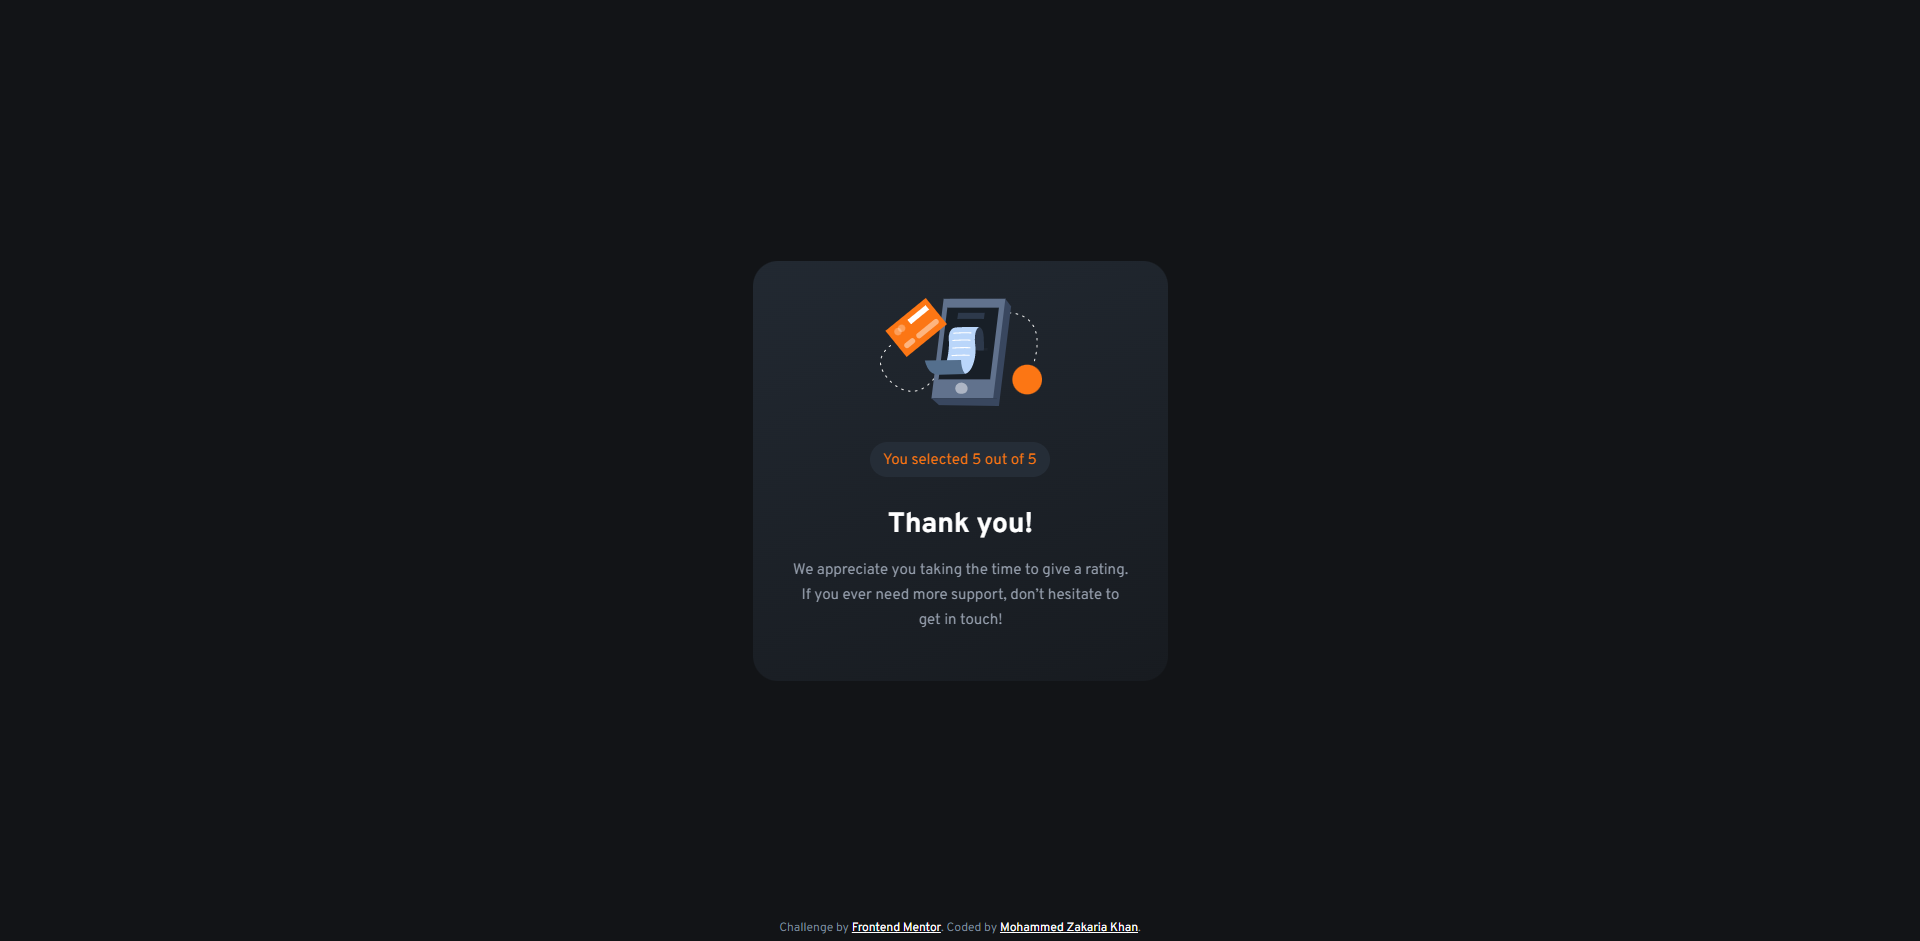 You selected 5 out of 5
Thank you!
We appreciate you taking the time to give a rating.
If you ever need more support, don’t hesitate to
get in touch!
Challenge by Frontend Mentor. Coded by Mohammed Zakaria Khan.